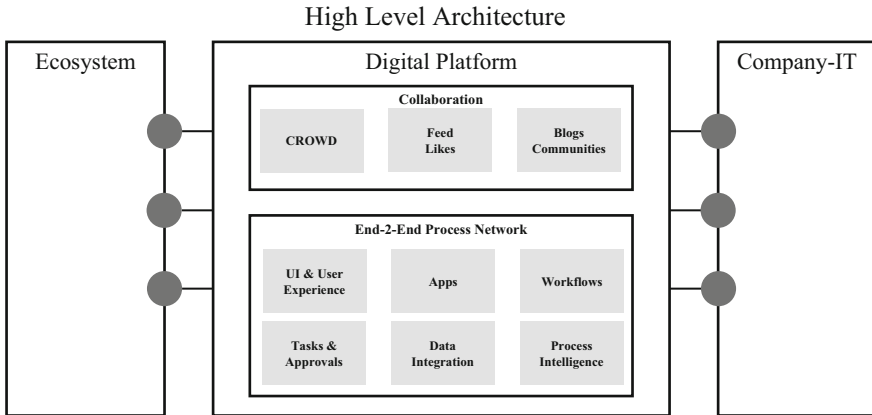 High Level Architecture
Ecosystem
Digital Platform
Company-IT
Collaboration
CROWD
Feed
Likes
Blogs
Communities
End-2-End Process Network
UI & User
Experience
Apps
Workflows
Tasks &
Approvals
Data
Integration
Process
Intelligence